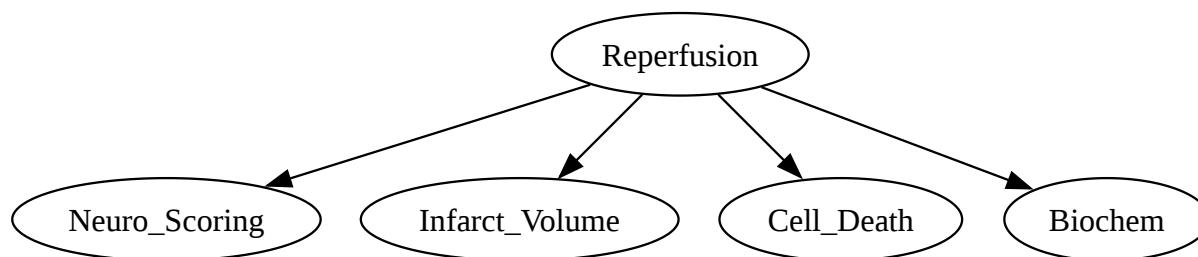 Reperfusion
Neuro_Scoring
Infarct_Volume
Cell_Death
Biochem